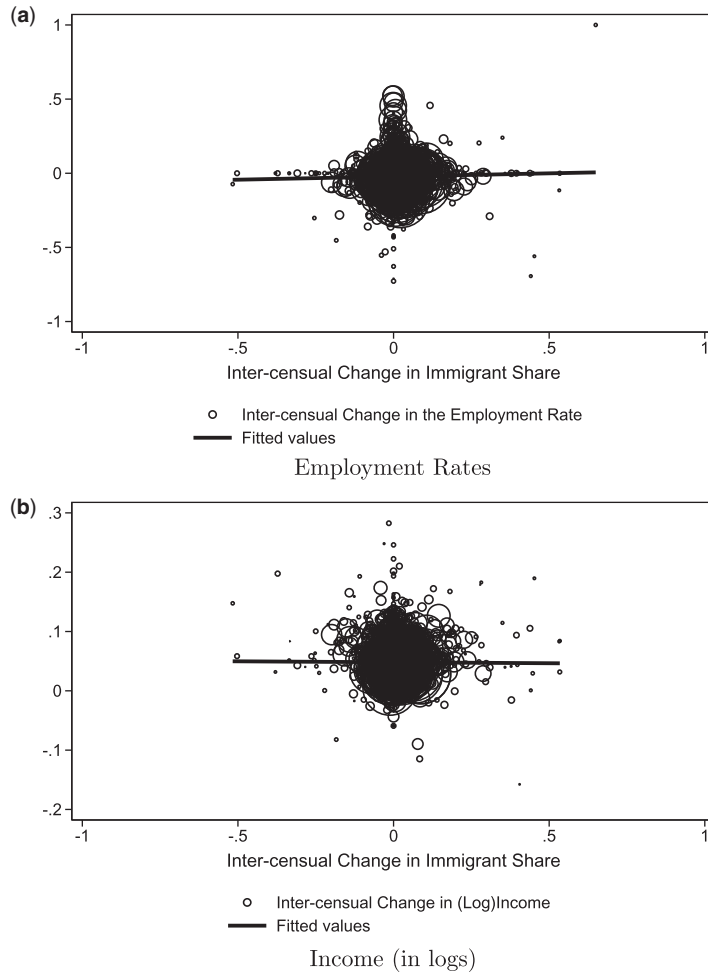 (a)
1
.5
0
-.5
-1
-1 -.5 0 .5 1
Inter-censual Change in Immigrant Share
Inter-censual Change in the Employment Rate
Fitted values
Employment Rates
(b)
.3
.2
.1
0
-.1
-.2
-1 -.5 0 .5 1
Inter-censual Change in Immigrant Share
Inter-censual Change in (Log)Income
Fitted values
Income (in logs)